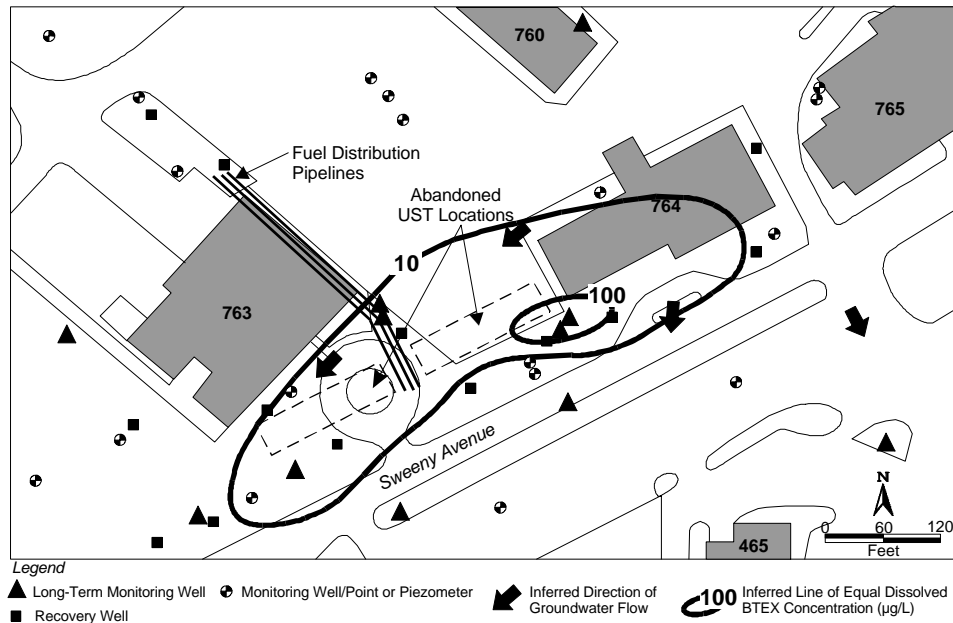 760
765
Fuel Distribution
Pipelines
Abandoned
UST Locations
764
10
100
763
Sweeny Avenue
N
0 60 120
Feet
465
Legend
Long-Term Monitoring Well
Monitoring Well/Point or Piezometer
Inferred Direction of
Groundwater Flow
100
Inferred Line of Equal Dissolved
BTEX Concentration (µg/L)
Recovery Well